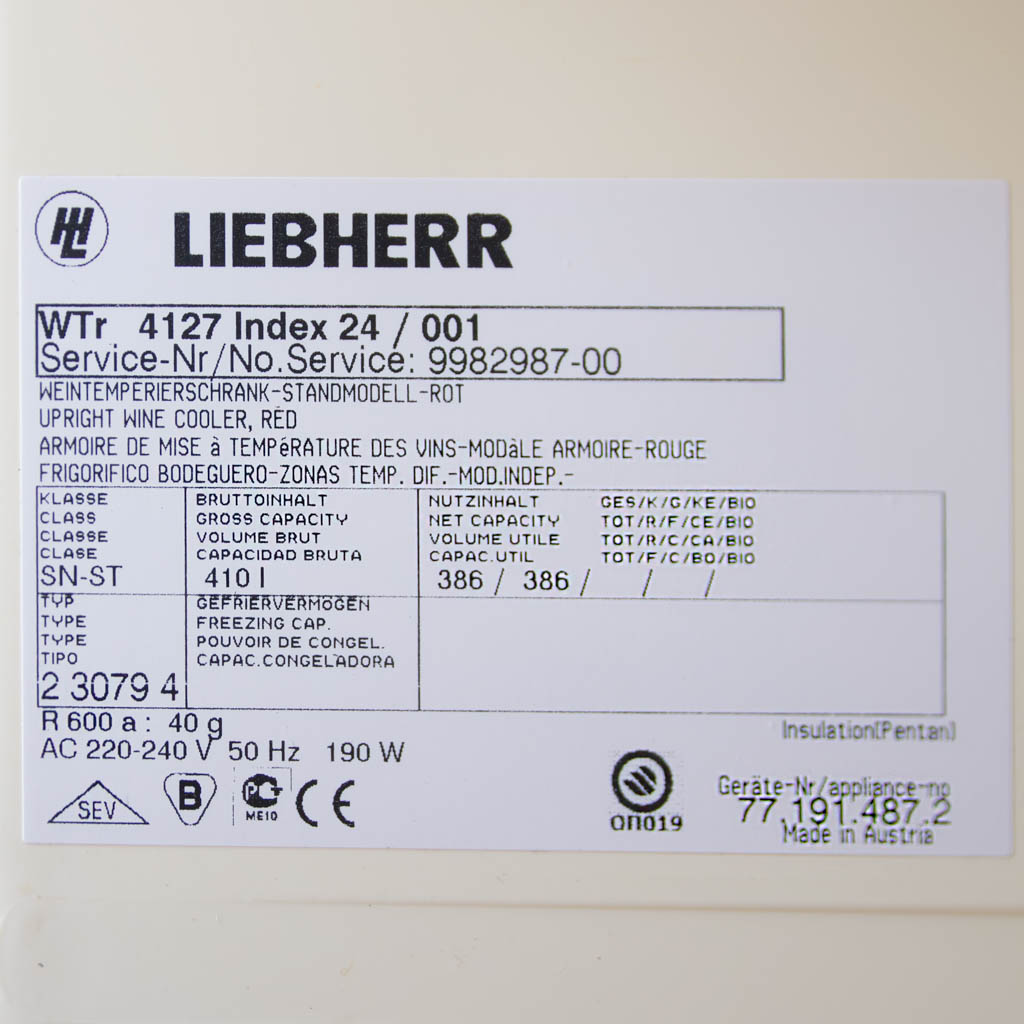 LIEBHERR
WTr 4127 Index 24 / 001
Service-Nr/No.Service: 9982987-00
WEINTEMPERIERSCHRANK-STANDMODELL-ROT
UPRIGHT WINE COOLER, RED
ARMOIRE DE MISE à TEMPéRATURE DES VINS-MODàLE ARMOIRE-ROUGE
FRIGORIFICO BODEGUERO-ZONAS TEMP. DIF.-MOD.INDEP.-
KLASSE BRUTTOINHALT NUTZINHALT GES/K/G/KE/BIO
CLASS GROSS CAPACITY NET CAPACITY TOT/R/F/CE/BIO
CLASSE VOLUME BRUT VOLUME UTILE TOT/R/C/CA/BIO
CLASE CAPACIDAD BRUTA CAPAC.UTIL TOT/F/C/BO/BIO
SN-ST 410 l 386 / 386 / / /
TYP GEFRIERVERMöGEN
TYPE FREEZING CAP.
TYPE POUVOIR DE CONGEL.
TIPO CAPAC.CONGELADORA
2 3079 4
R 600 a : 40 g Insulation(Pentan)
AC 220-240 V 50 Hz 190 W
SEV B PCT ME10 CE ОП019
Geräte-Nr/appliance-no
77.191.487.2
Made in Austria